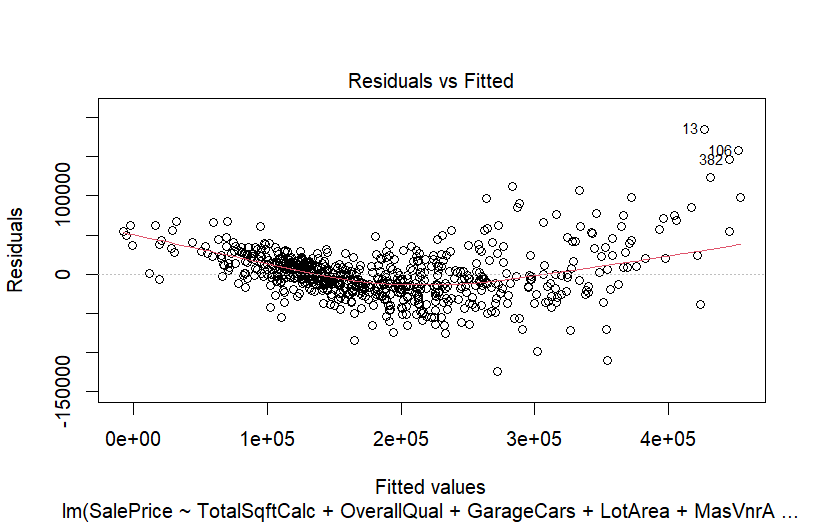 Residuals vs Fitted
Residuals
100000
0
-150000
13
106
382
0e+00 1e+05 2e+05 3e+05 4e+05
Fitted values
lm(SalePrice ~ TotalSqftCalc + OverallQual + GarageCars + LotArea + MasVnrA ...